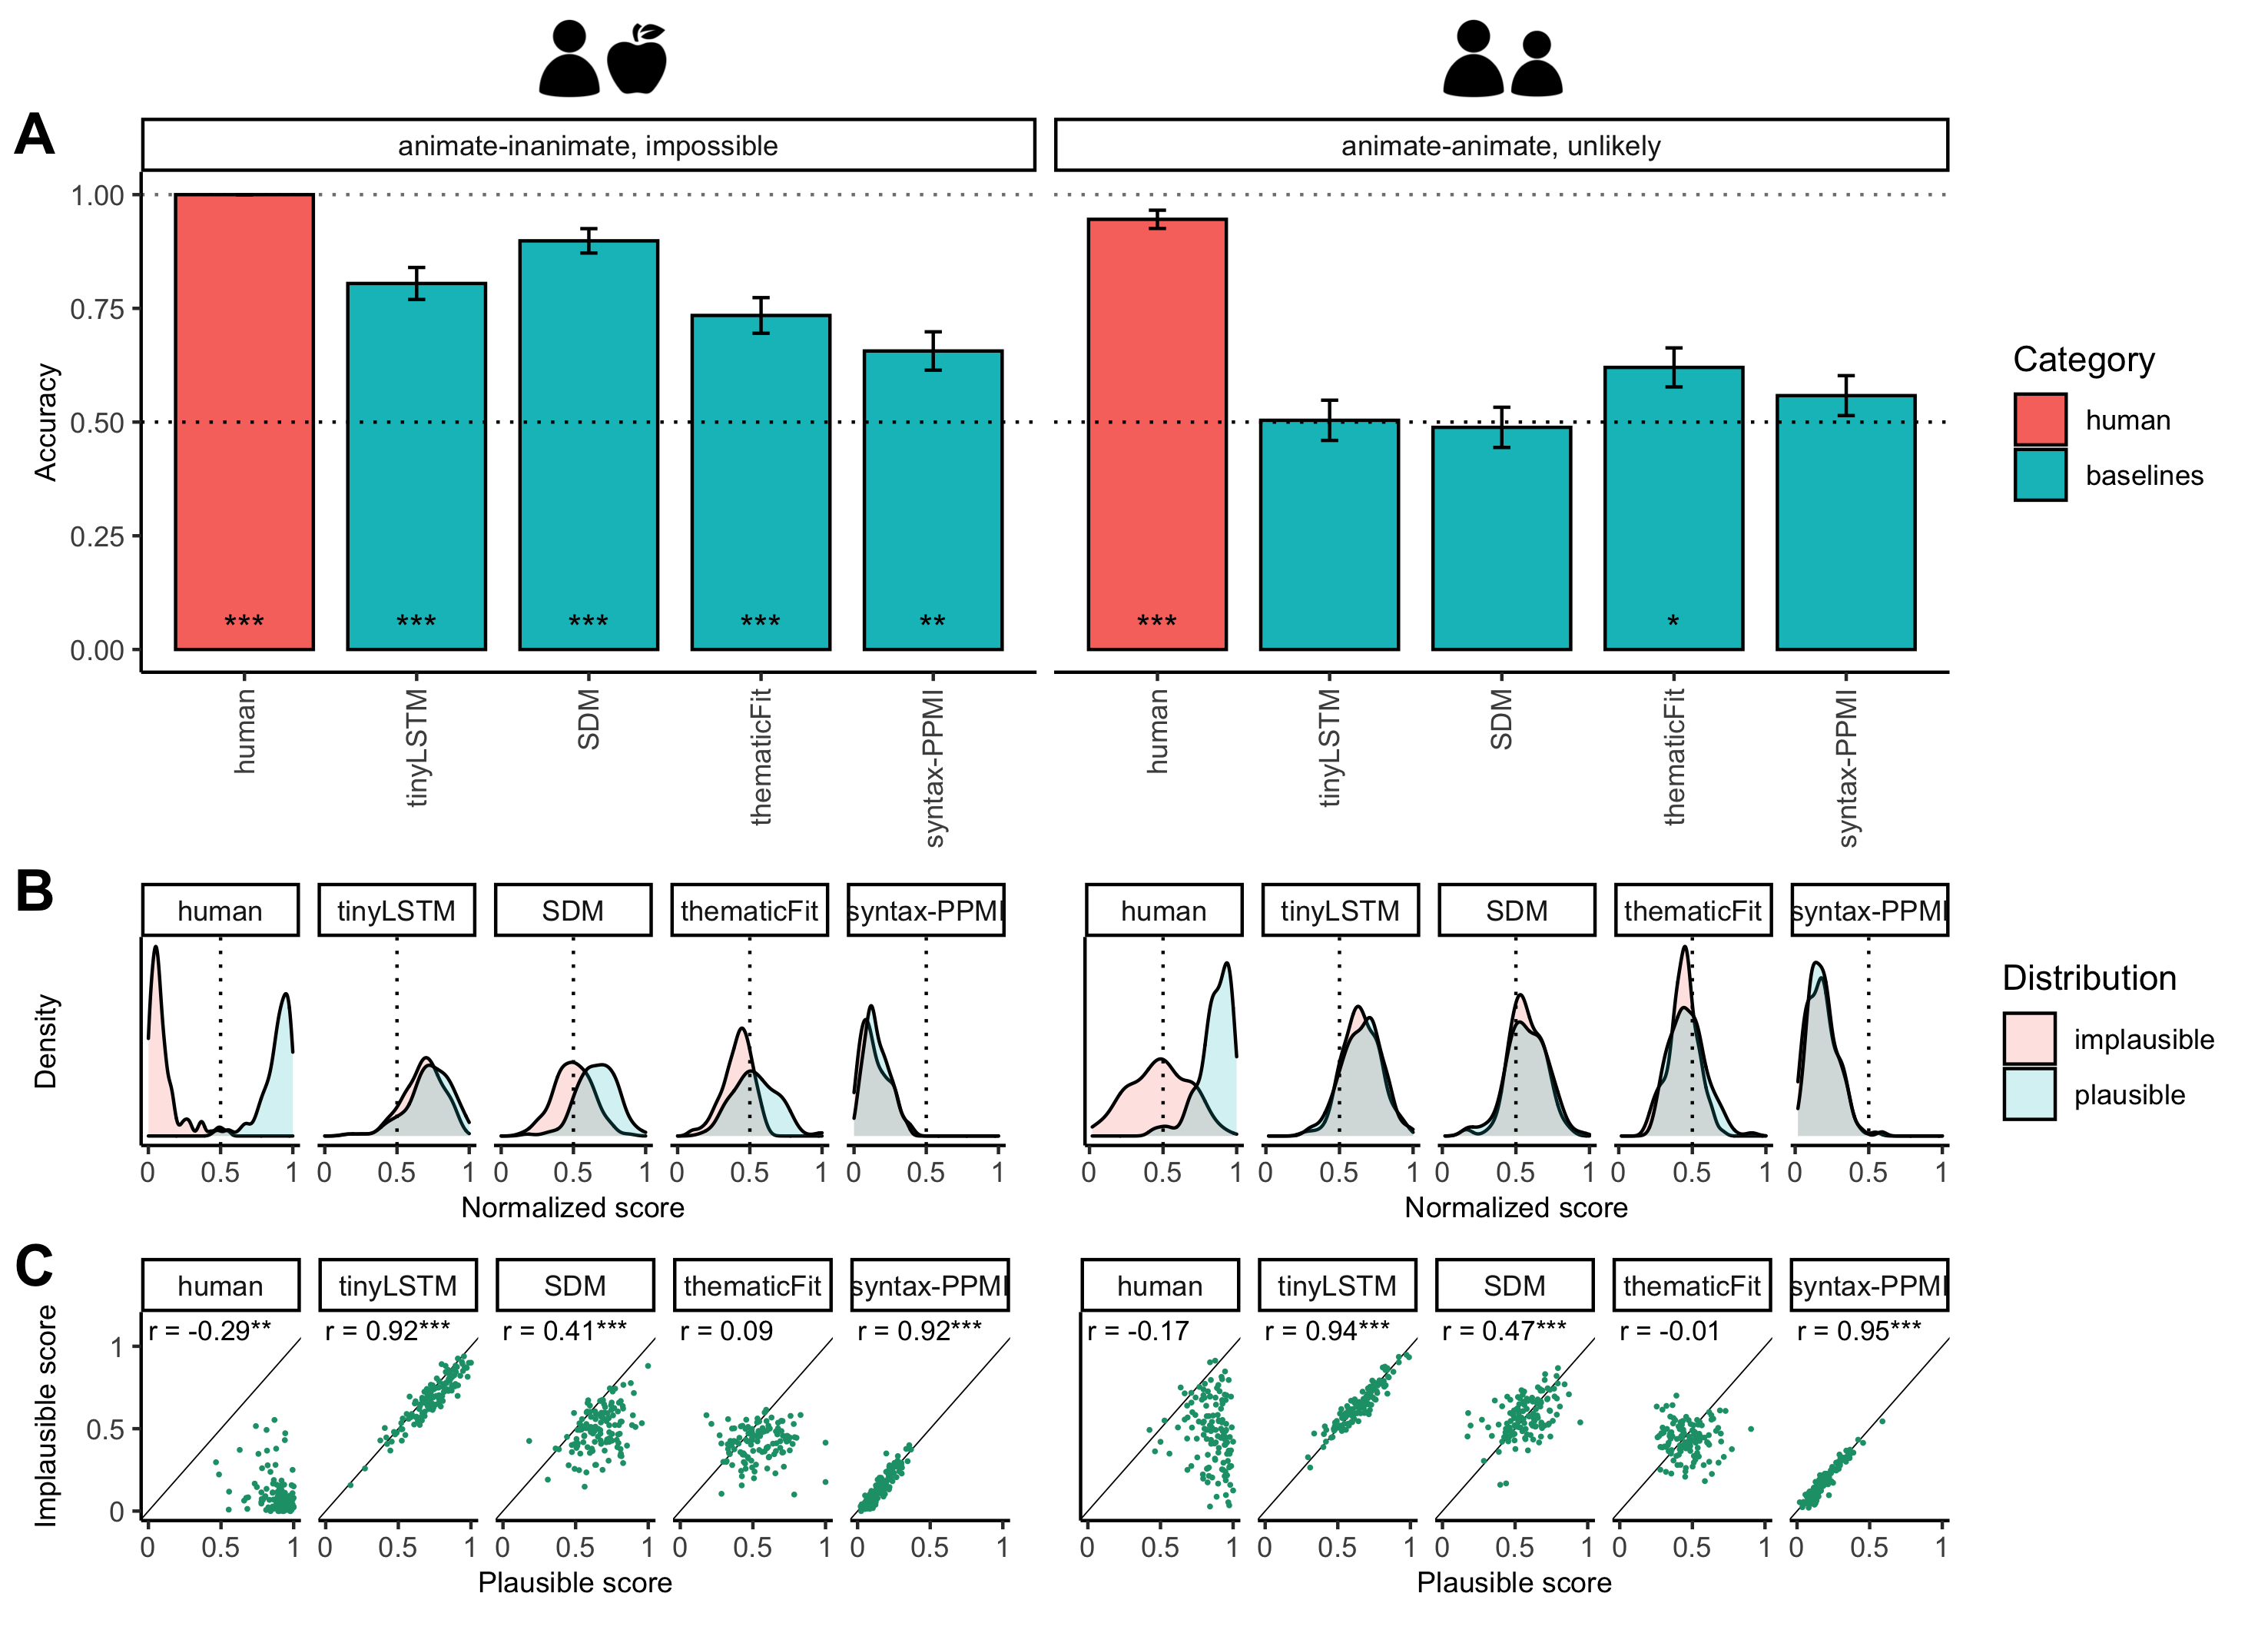 A
animate-inanimate, impossible
animate-animate, unlikely
Accuracy
1.00
0.75
0.50
0.25
0.00
*** *** *** *** **
*** *
human tinyLSTM SDM thematicFit syntax-PPMI
human tinyLSTM SDM thematicFit syntax-PPMI
Category
human
baselines
B
human tinyLSTM SDM thematicFit syntax-PPMI
human tinyLSTM SDM thematicFit syntax-PPMI
Density
0 0.5 1 0 0.5 1 0 0.5 1 0 0.5 1 0 0.5 1
0 0.5 1 0 0.5 1 0 0.5 1 0 0.5 1 0 0.5 1
Normalized score
Normalized score
Distribution
implausible
plausible
C
human tinyLSTM SDM thematicFit syntax-PPMI
human tinyLSTM SDM thematicFit syntax-PPMI
r = -0.29** r = 0.92*** r = 0.41*** r = 0.09 r = 0.92***
r = -0.17 r = 0.94*** r = 0.47*** r = -0.01 r = 0.95***
Implausible score
1
0.5
0
0 0.5 1 0 0.5 1 0 0.5 1 0 0.5 1 0 0.5 1
0 0.5 1 0 0.5 1 0 0.5 1 0 0.5 1 0 0.5 1
Plausible score
Plausible score